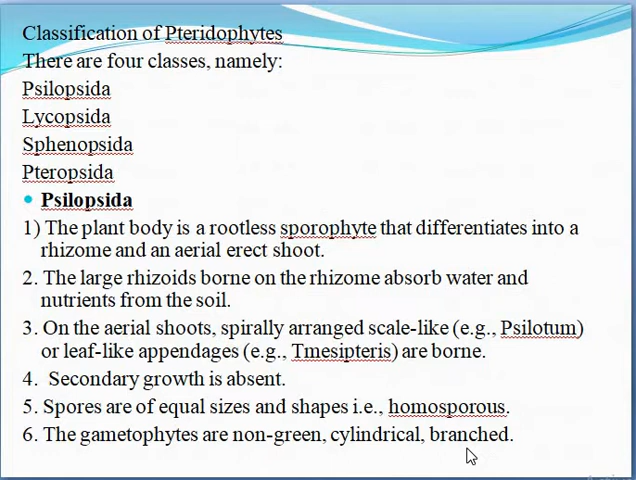 Classification of Pteridophytes
There are four classes, namely:
Psilopsida
Lycopsida
Sphenopsida
Pteropsida
• Psilopsida
1) The plant body is a rootless sporophyte that differentiates into a
rhizome and an aerial erect shoot.
2. The large rhizoids borne on the rhizome absorb water and
nutrients from the soil.
3. On the aerial shoots, spirally arranged scale-like (e.g., Psilotum)
or leaf-like appendages (e.g., Tmesipteris) are borne.
4. Secondary growth is absent.
5. Spores are of equal sizes and shapes i.e., homosporous.
6. The gametophytes are non-green, cylindrical, branched.